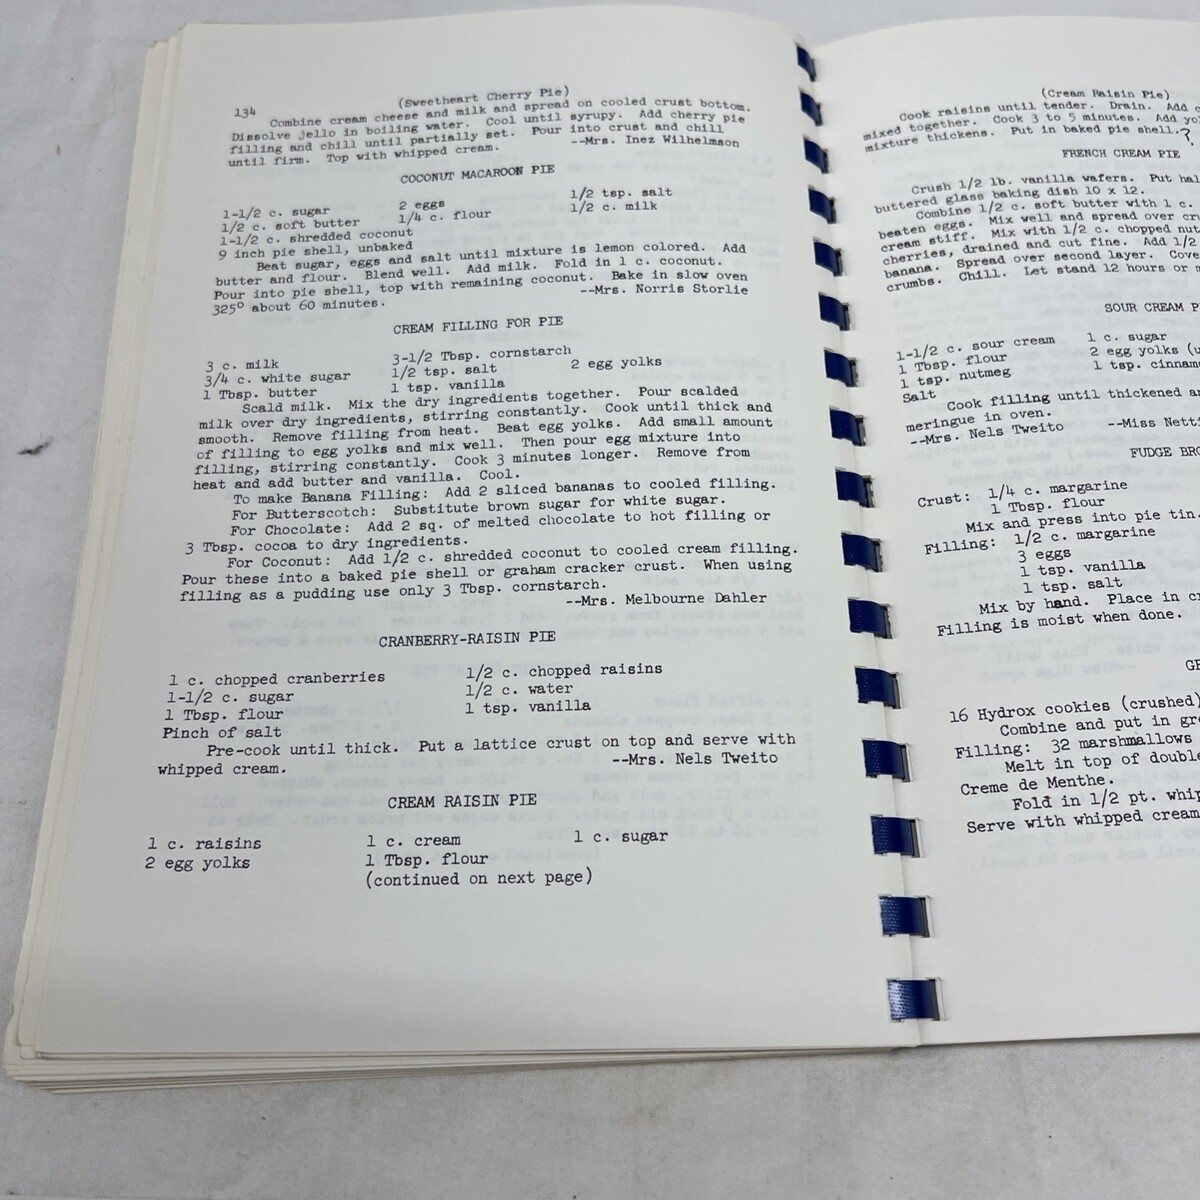 134
(Sweetheart Cherry Pie)
Combine cream cheese and milk and spread on cooled crust bottom.
Dissolve jello in boiling water. Cool until syrupy. Add cherry pie
filling and chill until partially set. Pour into crust and chill
until firm. Top with whipped cream. --Mrs. Inez Wilhelmson
COCONUT MACAROON PIE
1-1/2 c. sugar 2 eggs 1/2 tsp. salt
1/2 c. soft butter 1/4 c. flour 1/2 c. milk
1-1/2 c. shredded coconut
9 inch pie shell, unbaked
Beat sugar, eggs and salt until mixture is lemon colored. Add
butter and flour. Blend well. Add milk. Fold in 1 c. coconut.
Pour into pie shell, top with remaining coconut. Bake in slow oven
325° about 60 minutes. --Mrs. Norris Storlie
CREAM FILLING FOR PIE
3 c. milk 3-1/2 Tbsp. cornstarch
3/4 c. white sugar 1/2 tsp. salt 2 egg yolks
1 Tbsp. butter 1 tsp. vanilla
Scald milk. Mix the dry ingredients together. Pour scalded
milk over dry ingredients, stirring constantly. Cook until thick and
smooth. Remove filling from heat. Beat egg yolks. Add small amount
of filling to egg yolks and mix well. Then pour egg mixture into
filling, stirring constantly. Cook 3 minutes longer. Remove from
heat and add butter and vanilla. Cool.
To make Banana Filling: Add 2 sliced bananas to cooled filling.
For Butterscotch: Substitute brown sugar for white sugar.
For Chocolate: Add 2 sq. of melted chocolate to hot filling or
3 Tbsp. cocoa to dry ingredients.
For Coconut: Add 1/2 c. shredded coconut to cooled cream filling.
Pour these into a baked pie shell or graham cracker crust. When using
filling as a pudding use only 3 Tbsp. cornstarch.
--Mrs. Melbourne Dahler
CRANBERRY-RAISIN PIE
1 c. chopped cranberries 1/2 c. chopped raisins
1-1/2 c. sugar 1/2 c. water
1 Tbsp. flour 1 tsp. vanilla
Pinch of salt
Pre-cook until thick. Put a lattice crust on top and serve with
whipped cream. --Mrs. Nels Tweito
CREAM RAISIN PIE
1 c. raisins 1 c. cream 1 c. sugar
2 egg yolks 1 Tbsp. flour
(continued on next page)
(Cream Raisin Pie)
Cook raisins until tender. Drain. Add
mixed together. Cook 3 to 5 minutes. Add
mixture thickens. Put in baked pie shell.?
FRENCH CREAM PIE
Crush 1/2 lb. vanilla wafers. Put
buttered glass baking dish 10 x 12.
Combine 1/2 c. soft butter with 1 c.
beaten eggs. Mix well and spread over
cream stiff. Mix with 1/2 c. chopped
cherries, drained and cut fine. Add 1/2
banana. Spread over second layer.
crumbs. Chill. Let stand 12 hours or
SOUR CREAM
1-1/2 c. sour cream 1 c. sugar
1 Tbsp. flour 2 egg yolks
1 tsp. nutmeg 1 tsp.
Salt
Cook filling until thickened
meringue in oven.
--Mrs. Nels Tweito --Miss
FUDGE
Crust: 1/4 c. margarine
1 Tbsp. flour
Mix and press into pie tin.
Filling: 1/2 c. margarine
3 eggs
1 tsp. vanilla
1 tsp. salt
Mix by hand. Place in
Filling is moist when done.
16 Hydrox cookies (crushed)
Combine and put in
Filling: 32 marshmallows
Melt in top of
Creme de Menthe.
Fold in 1/2 pt.
Serve with whipped cream